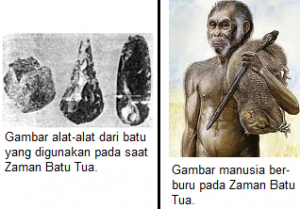 Gambar alat-alat dari batu
yang digunakan pada saat
Zaman Batu Tua.
Gambar manusia ber-
buru pada Zaman Batu
Tua.